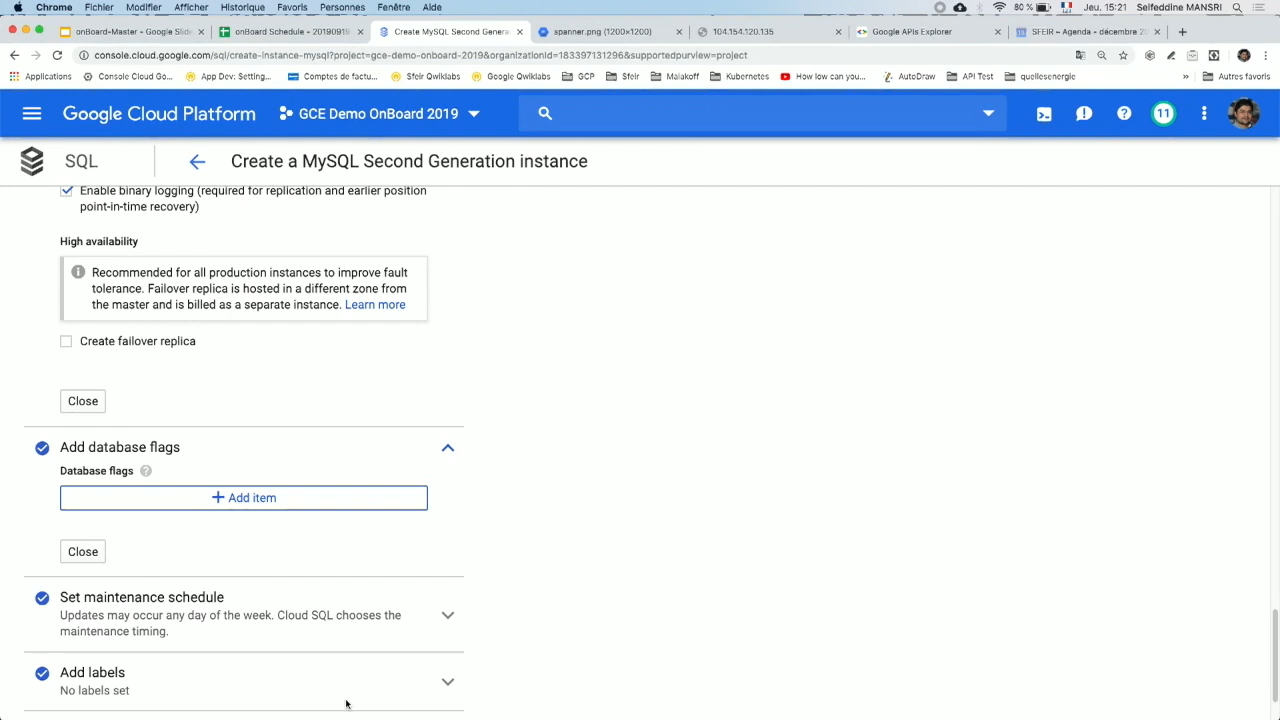 Chrome Fichier Modifier Afficher Historique Favoris Personnes Fenêtre Aide 80 % Jeu. 15:21 Seifeddine MANSRI
onBoard-Master - Google Slide onBoard Schedule - 20190919 Create MySQL Second Genera spanner.png (1200×1200) 104.154.120.135 Google APIs Explorer SFEIR - Agenda - décembre 2
console.cloud.google.com/sql/create-instance-mysql?project=gce-demo-onboard-2019&organizationId=183397131296&supportedpurview=project
Applications Console Cloud Go... App Dev: Setting... Comptes de factu... Sfeir Qwiklabs Google Qwiklabs GCP Sfeir Malakoff Kubernetes How low can you... AutoDraw API Test quellesenergie » Autres favoris
Google Cloud Platform GCE Demo OnBoard 2019 11
SQL Create a MySQL Second Generation instance
Enable binary logging (required for replication and earlier position
point-in-time recovery)
High availability
Recommended for all production instances to improve fault
tolerance. Failover replica is hosted in a different zone from
the master and is billed as a separate instance. Learn more
Create failover replica
Close
Add database flags
Database flags
Add item
Close
Set maintenance schedule
Updates may occur any day of the week. Cloud SQL chooses the
maintenance timing.
Add labels
No labels set